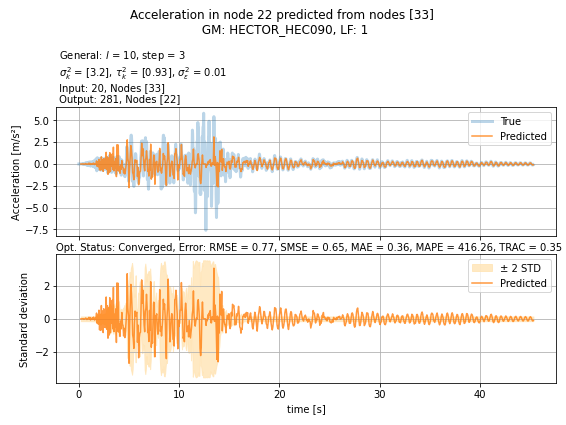 Acceleration in node 22 predicted from nodes [33]
GM: HECTOR_HEC090, LF: 1
General: l = 10, step = 3
σ²ₖ = [3.2], τ²ₖ = [0.93], σ²ε = 0.01
Input: 20, Nodes [33]
Output: 281, Nodes [22]
Acceleration [m/s²]
5.0
2.5
0.0
−2.5
−5.0
−7.5
True
Predicted
Opt. Status: Converged, Error: RMSE = 0.77, SMSE = 0.65, MAE = 0.36, MAPE = 416.26, TRAC = 0.35
Standard deviation
2
0
−2
± 2 STD
Predicted
0 10 20 30 40
time [s]